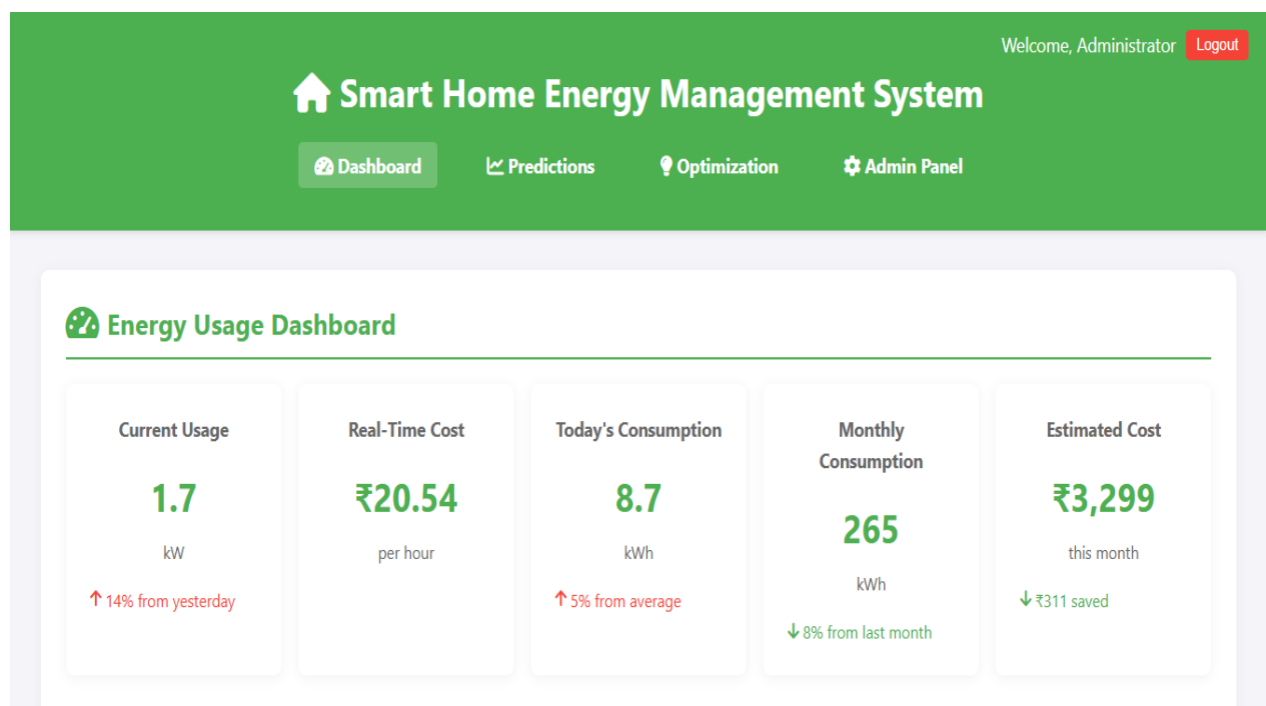 Welcome, Administrator Logout
Smart Home Energy Management System
Dashboard Predictions Optimization Admin Panel
Energy Usage Dashboard
Current Usage
1.7
kW
↑ 14% from yesterday
Real-Time Cost
₹20.54
per hour
Today's Consumption
8.7
kWh
↑ 5% from average
Monthly
Consumption
265
kWh
↓ 8% from last month
Estimated Cost
₹3,299
this month
↓ ₹311 saved